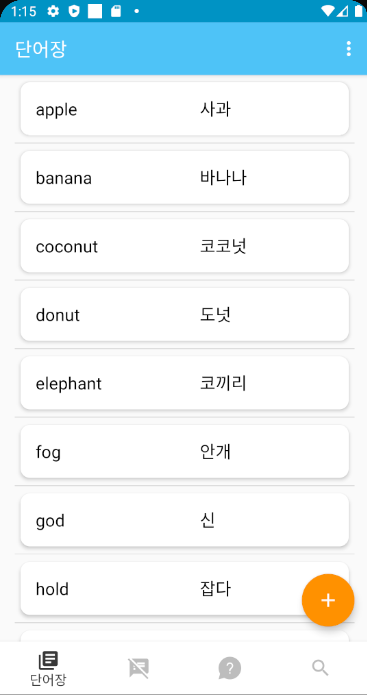 1:15
단어장
apple 사과
banana 바나나
coconut 코코넛
donut 도넛
elephant 코끼리
fog 안개
god 신
hold 잡다
단어장